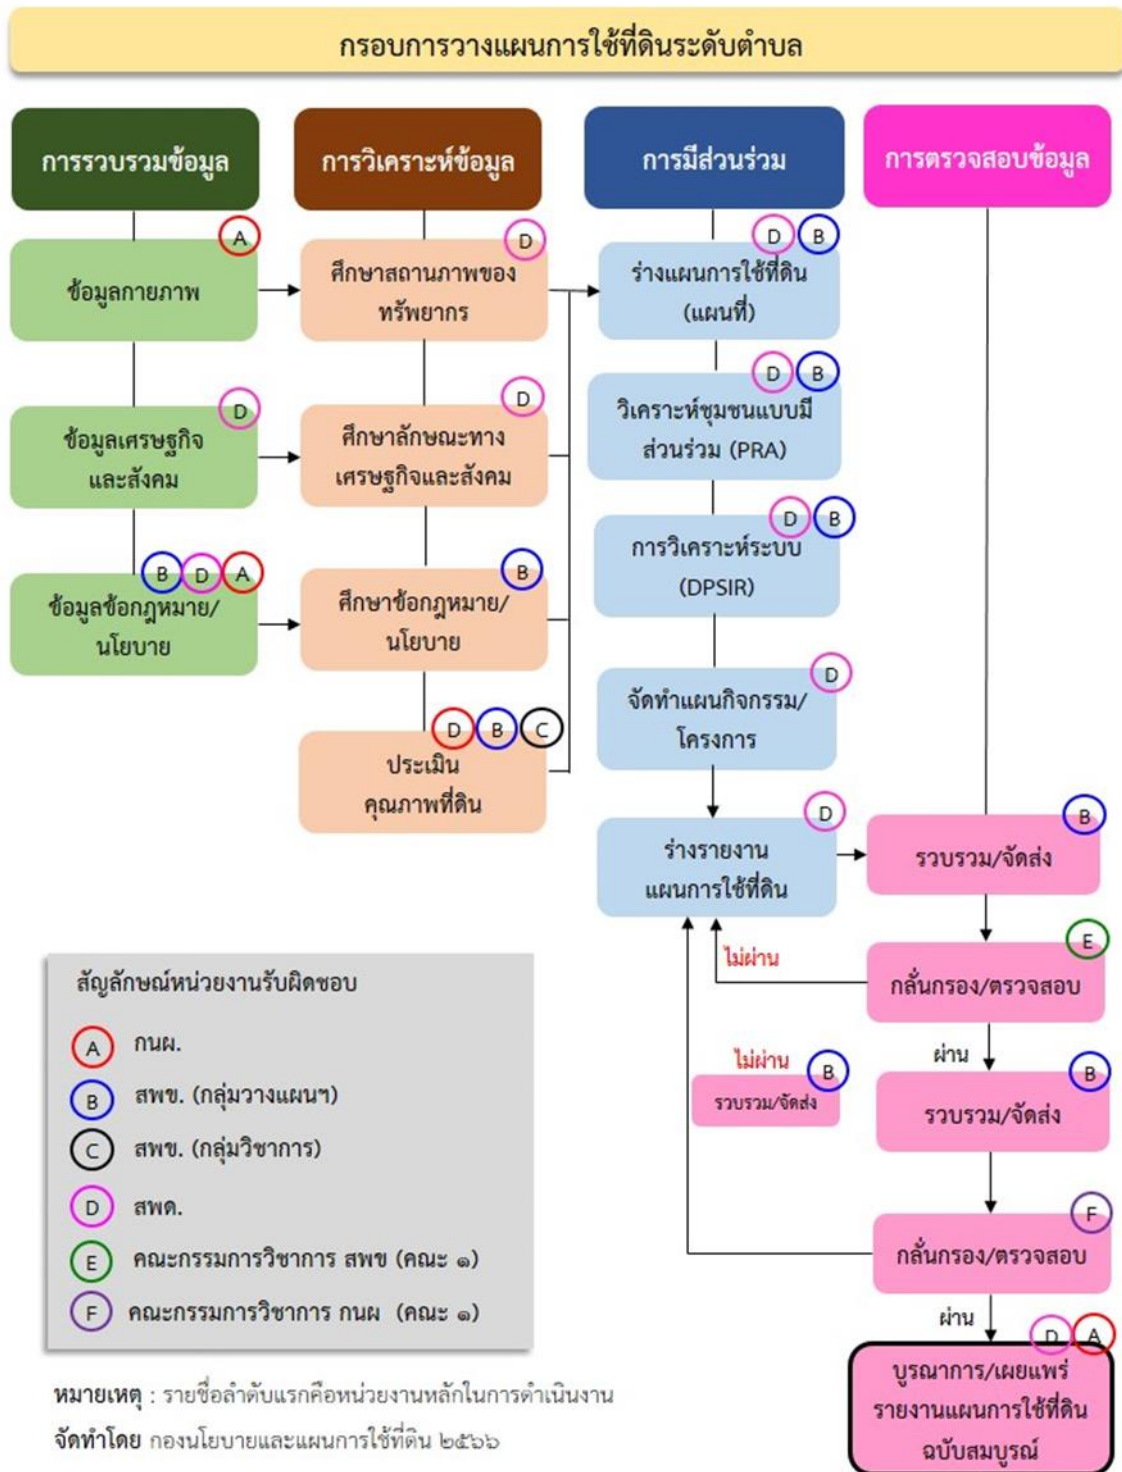 กรอบการวางแผนการใช้ที่ดินระดับตำบล
การรวบรวมข้อมูล
A
ข้อมูลกายภาพ
D
ข้อมูลเศรษฐกิจ
และสังคม
B D A
ข้อมูลข้อกฎหมาย/
นโยบาย
การวิเคราะห์ข้อมูล
D
ศึกษาสถานภาพของ
ทรัพยากร
D
ศึกษาลักษณะทาง
เศรษฐกิจและสังคม
B
ศึกษาข้อกฎหมาย/
นโยบาย
D B C
ประเมิน
คุณภาพที่ดิน
การมีส่วนร่วม
D B
ร่างแผนการใช้ที่ดิน
(แผนที่)
D B
วิเคราะห์ชุมชนแบบมี
ส่วนร่วม (PRA)
D B
การวิเคราะห์ระบบ
(DPSIR)
D
จัดทำแผนกิจกรรม/
โครงการ
D
ร่างรายงาน
แผนการใช้ที่ดิน
การตรวจสอบข้อมูล
B
รวบรวม/จัดส่ง
E
กลั่นกรอง/ตรวจสอบ
ไม่ผ่าน
ผ่าน
B
รวบรวม/จัดส่ง
ไม่ผ่าน
B
รวบรวม/จัดส่ง
F
กลั่นกรอง/ตรวจสอบ
ผ่าน
D A
บูรณาการ/เผยแพร่
รายงานแผนการใช้ที่ดิน
ฉบับสมบูรณ์
สัญลักษณ์หน่วยงานรับผิดชอบ
A กนผ.
B สพข. (กลุ่มวางแผนฯ)
C สพข. (กลุ่มวิชาการ)
D สพด.
E คณะกรรมการวิชาการ สพข (คณะ ๑)
F คณะกรรมการวิชาการ กนผ (คณะ ๑)
หมายเหตุ : รายชื่อลำดับแรกคือหน่วยงานหลักในการดำเนินงาน
จัดทำโดย กองนโยบายและแผนการใช้ที่ดิน ๒๕๖๖